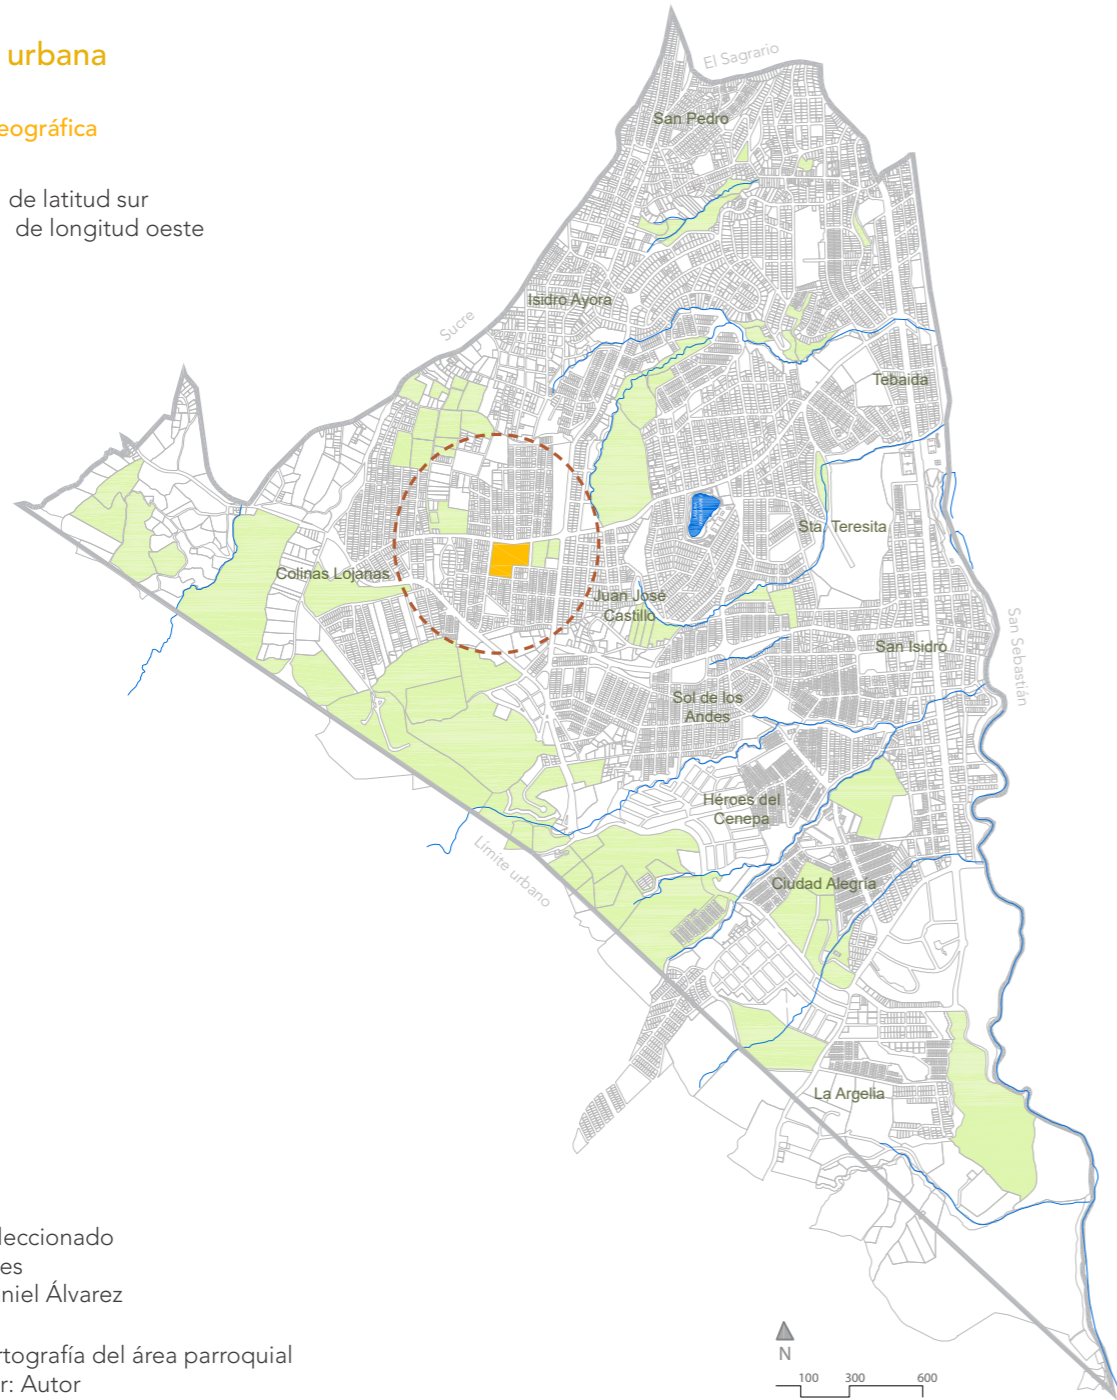 urbana
eográfica
de latitud sur
de longitud oeste
El Sagrario
San Pedro
Isidro Ayora
Sucre
Tebaida
Sta. Teresita
Colinas Lojanas
Juan José
Castillo
San Isidro
San Sebastián
Sol de los
Andes
Héroes del
Cenepa
Límite urbano
Ciudad Alegría
La Argelia
leccionado
es
niel Álvarez
rtografía del área parroquial
r: Autor
N
100 300 600